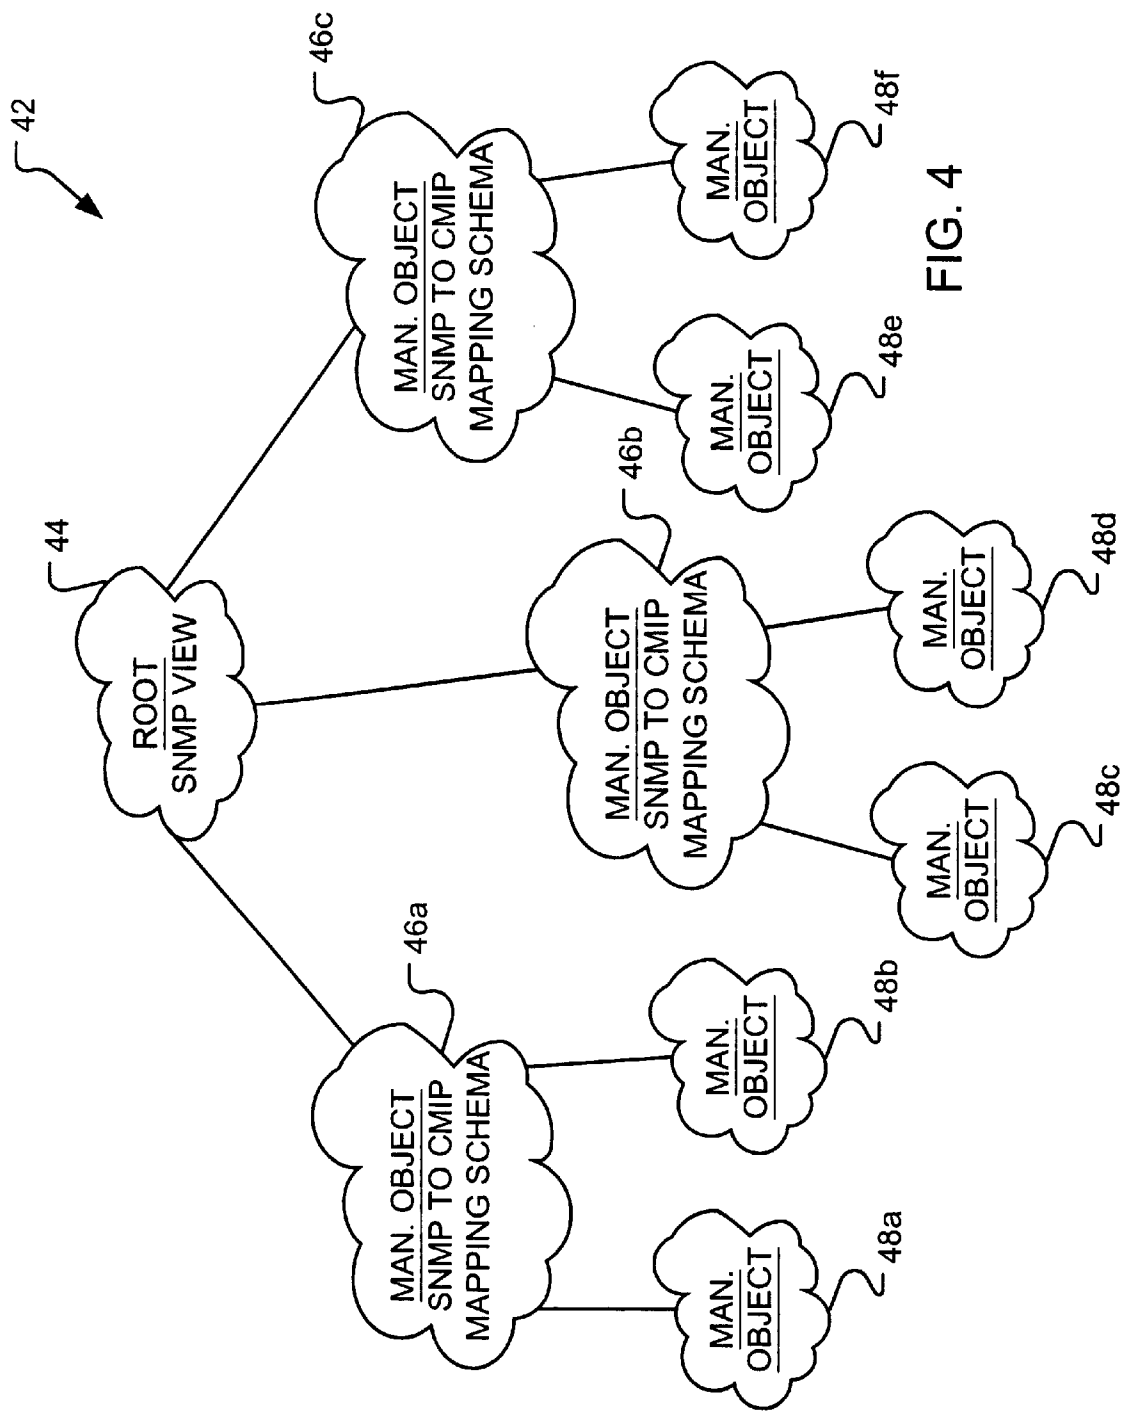 42
44
ROOT
SNMP VIEW
46a
MAN. OBJECT
SNMP TO CMIP
MAPPING SCHEMA
46b
MAN. OBJECT
SNMP TO CMIP
MAPPING SCHEMA
46c
MAN. OBJECT
SNMP TO CMIP
MAPPING SCHEMA
MAN.
OBJECT
48a
MAN.
OBJECT
48b
MAN.
OBJECT
48c
MAN.
OBJECT
48d
MAN.
OBJECT
48e
MAN.
OBJECT
48f
FIG. 4